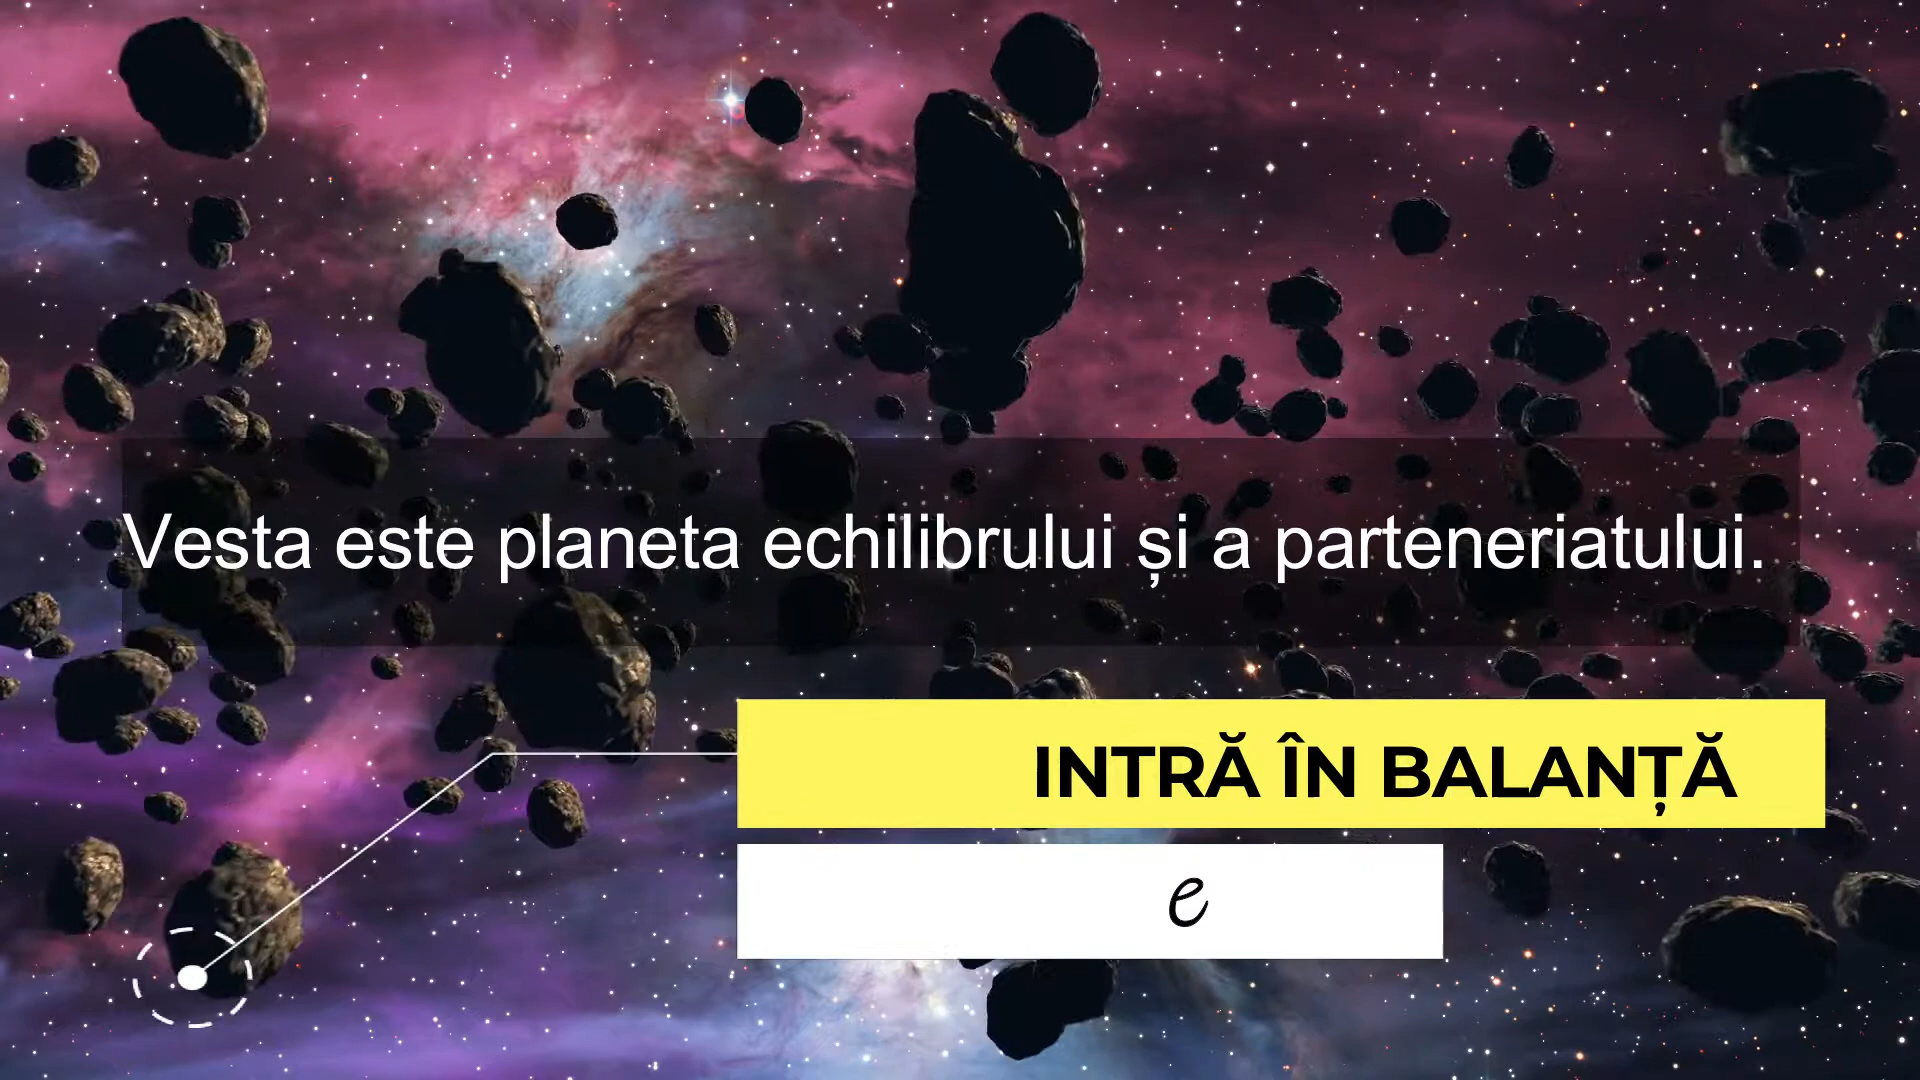 Vesta este planeta echilibrului și a parteneriatului.
INTRĂ ÎN BALANȚĂ
e